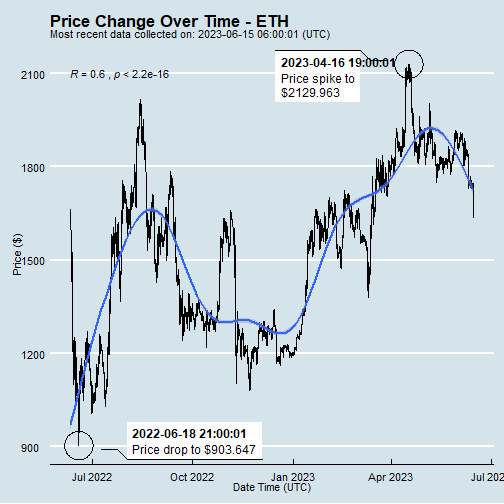 Price Change Over Time - ETH
Most recent data collected on: 2023-06-15 06:00:01 (UTC)
2023-04-16 19:00:01
Price spike to
$2129.963
R = 0.6 , p < 2.2e-16
2100
1800
1500
1200
900
Price ($)
2022-06-18 21:00:01
Price drop to $903.647
Jul 2022
Oct 2022
Jan 2023
Apr 2023
Jul 202
Date Time (UTC)